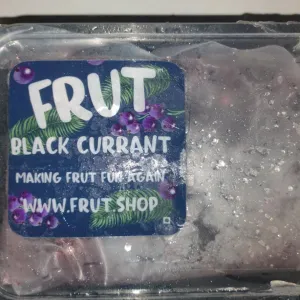 FRUT
BLACK CURRANT
MAKING FRUT FUN AGAIN
WWW.FRUT.SHOP